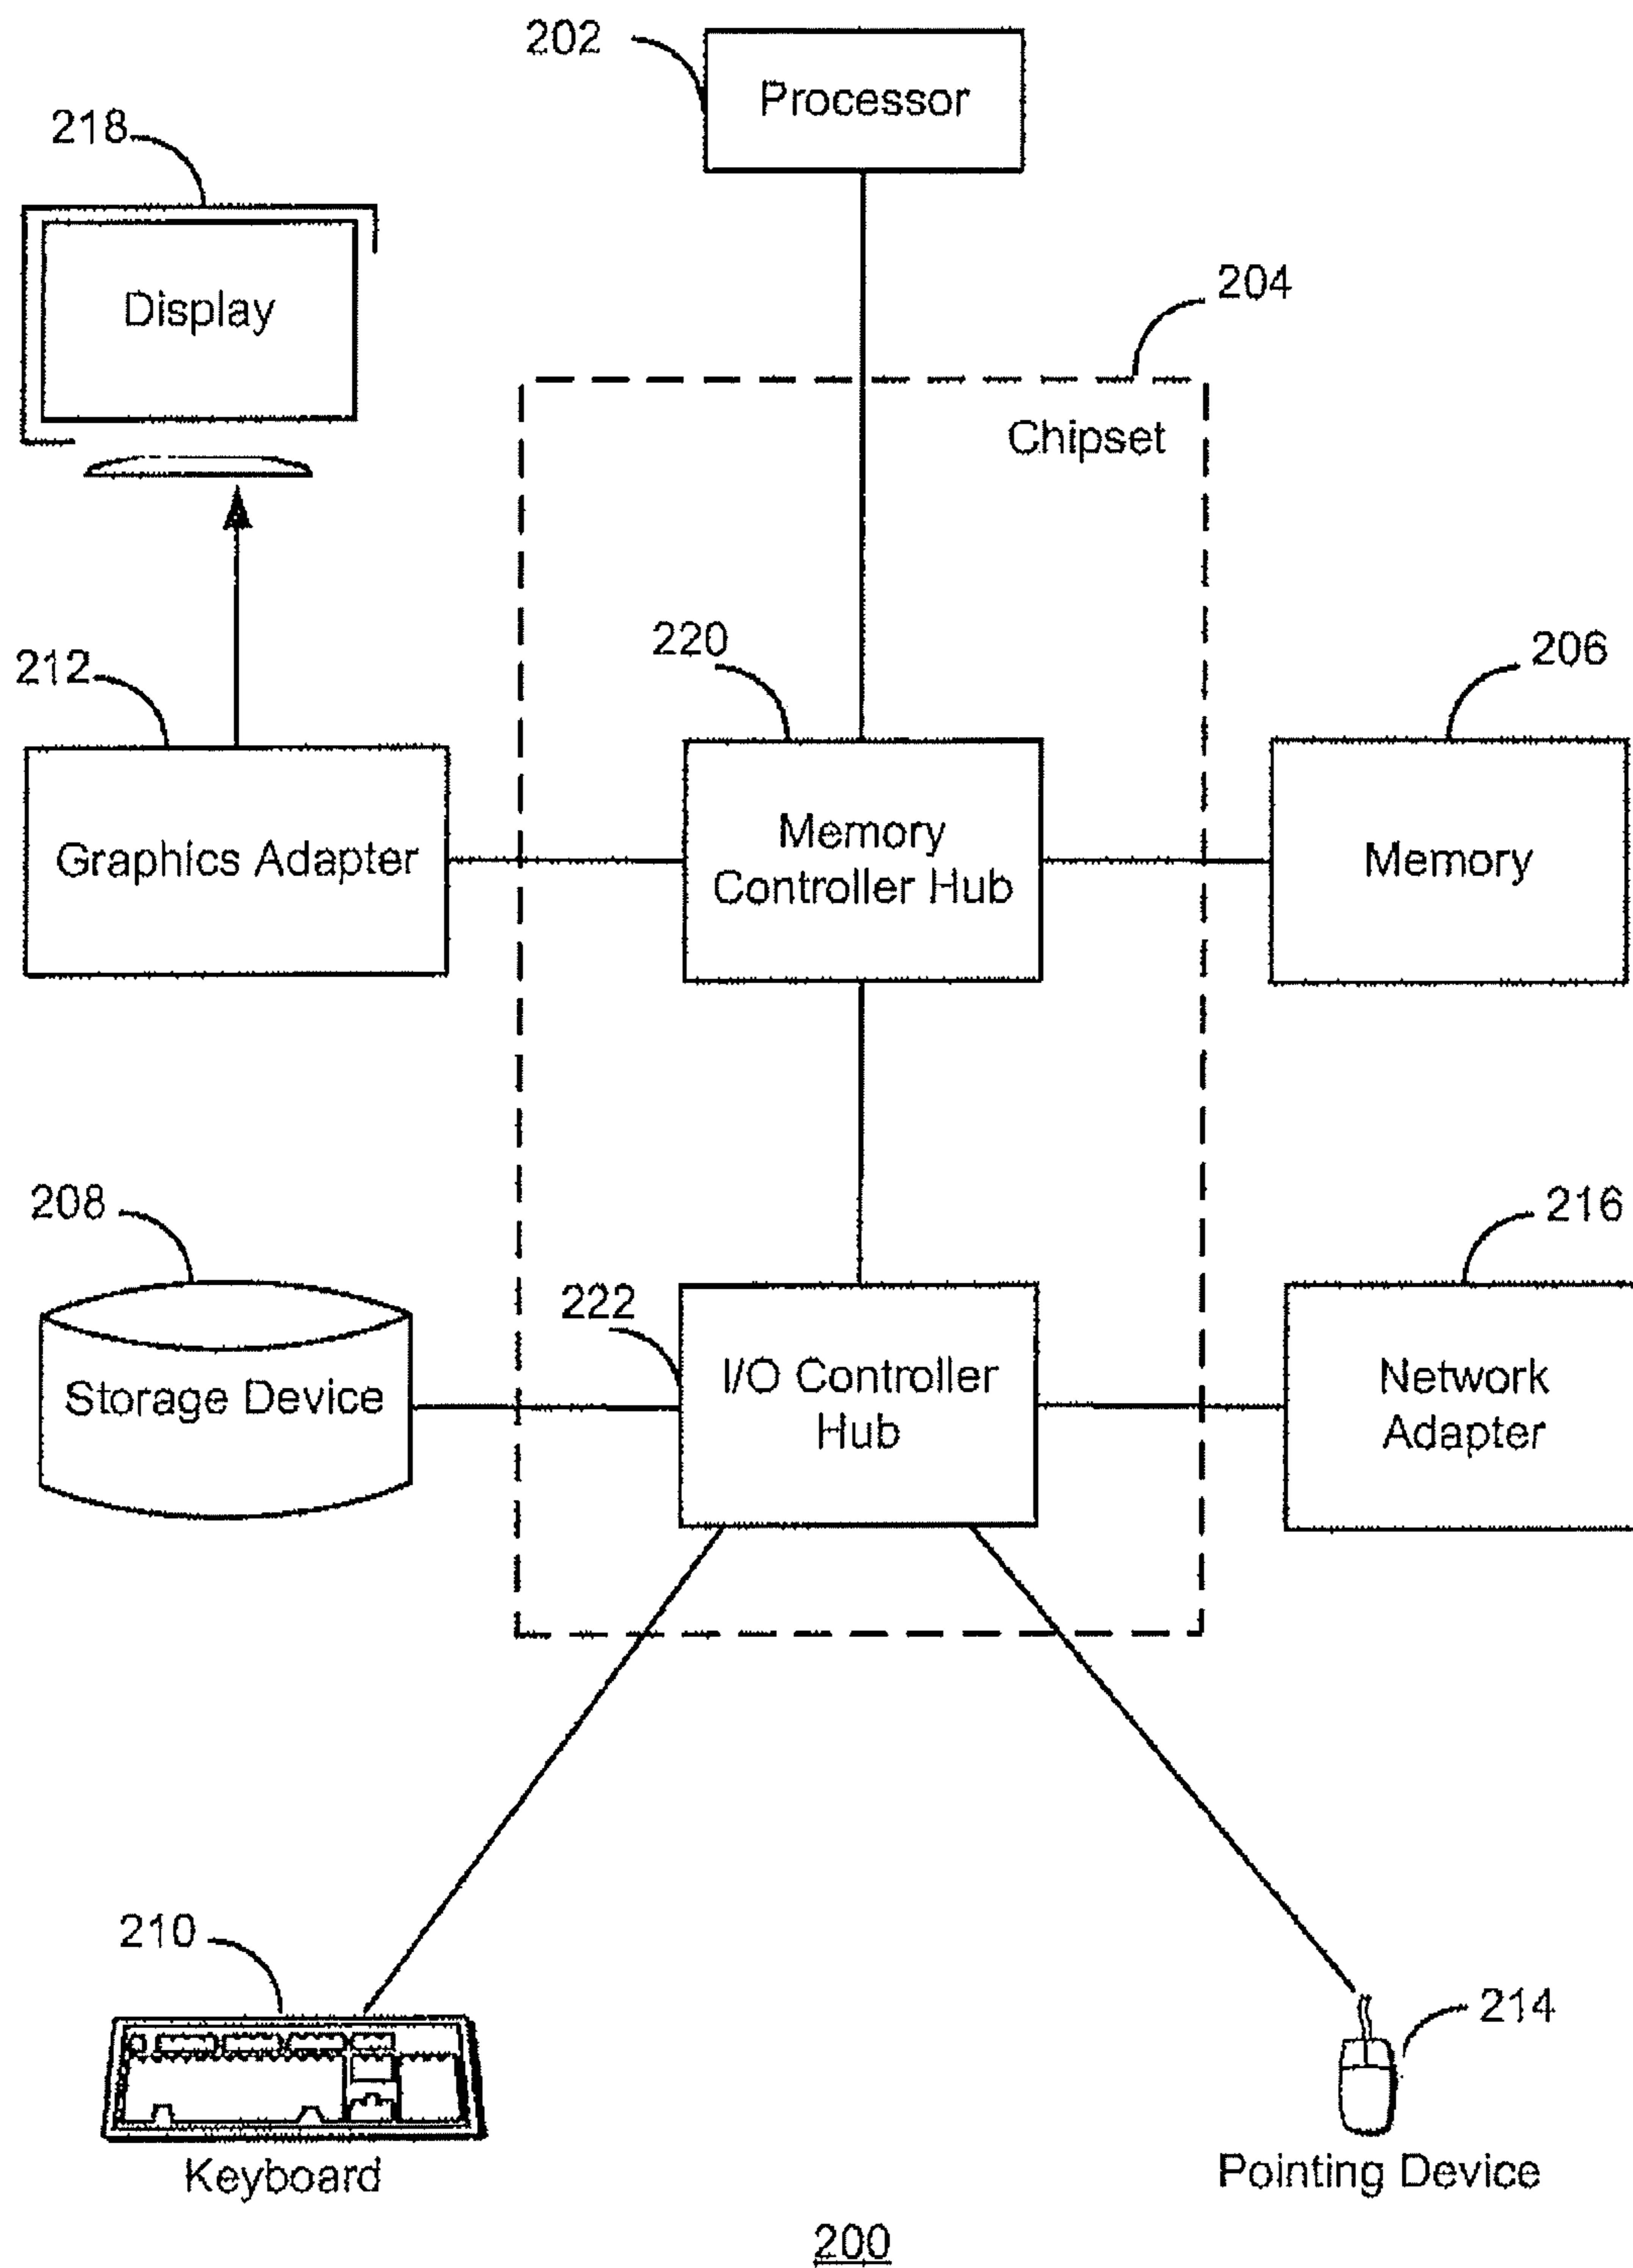 202
Processor
218
Display
204
Chipset
212
220
206
Graphics Adapter
Memory
Controller Hub
Memory
208
222
216
Storage Device
I/O Controller
Hub
Network
Adapter
210
214
Keyboard
Pointing Device
200